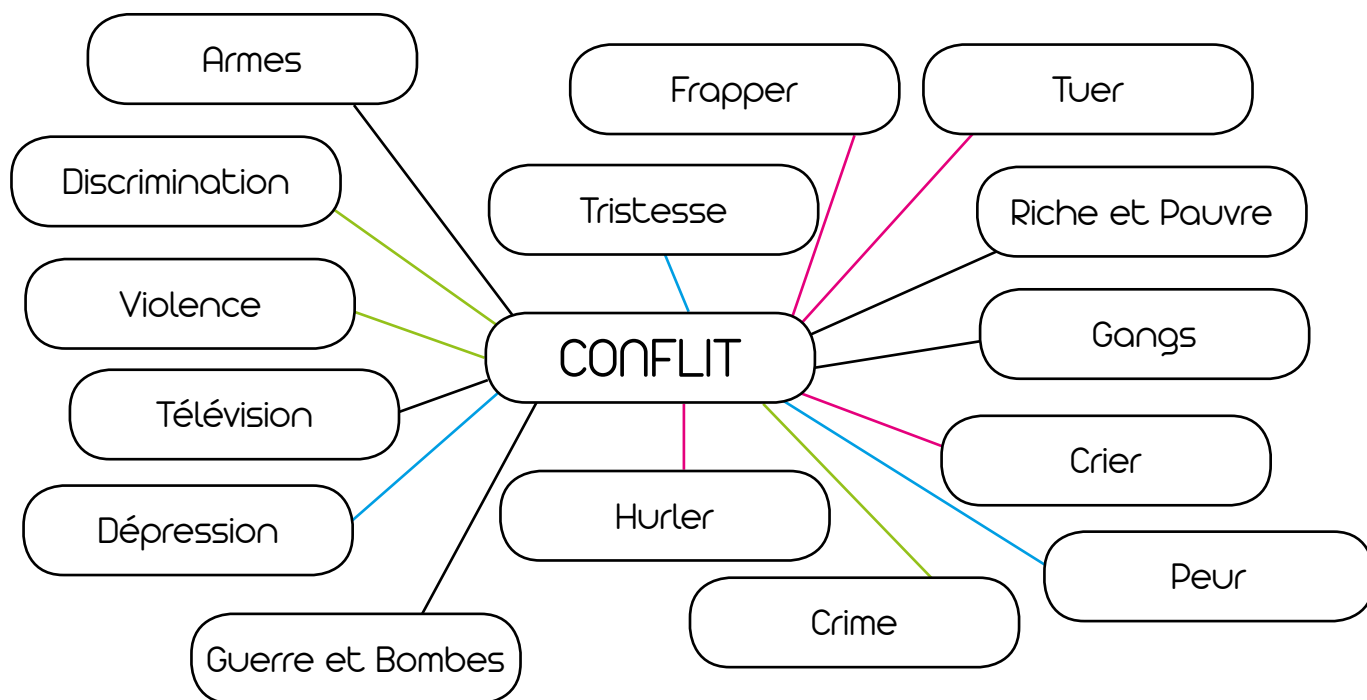 Armes
Frapper
Tuer
Discrimination
Tristesse
Riche et Pauvre
Violence
Gangs
CONFLIT
Télévision
Crier
Dépression
Hurler
Peur
Crime
Guerre et Bombes